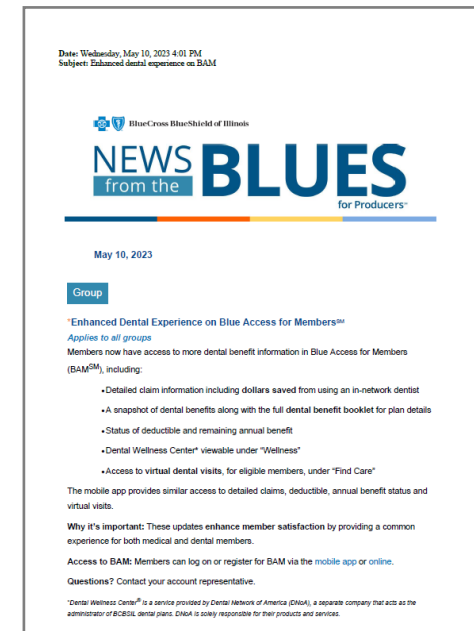 Date: Wednesday, May 10, 2023 4:01 PM
Subject: Enhanced dental experience on BAM
BlueCross BlueShield of Illinois
NEWS
from the
BLUES
for Producers℠
May 10, 2023
Group
*Enhanced Dental Experience on Blue Access for Members℠
Applies to all groups
Members now have access to more dental benefit information in Blue Access for Members
(BAM℠), including:
•Detailed claim information including dollars saved from using an in-network dentist
•A snapshot of dental benefits along with the full dental benefit booklet for plan details
•Status of deductible and remaining annual benefit
•Dental Wellness Center* viewable under "Wellness"
•Access to virtual dental visits, for eligible members, under "Find Care"
The mobile app provides similar access to detailed claims, deductible, annual benefit status and
virtual visits.
Why it's important: These updates enhance member satisfaction by providing a common
experience for both medical and dental members.
Access to BAM: Members can log on or register for BAM via the mobile app or online.
Questions? Contact your account representative.
*Dental Wellness Center® is a service provided by Dental Network of America (DNoA), a separate company that acts as the
administrator of BCBSIL dental plans. DNoA is solely responsible for their products and services.